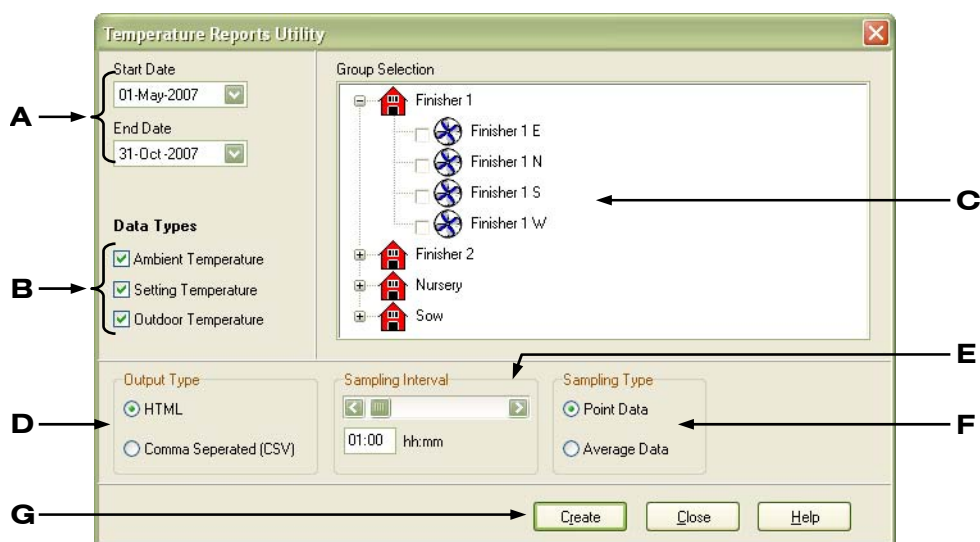 Temperature Reports Utility
Start Date
01-May-2007
End Date
31-Oct-2007
A
Data Types
Ambient Temperature
Setting Temperature
Outdoor Temperature
B
Group Selection
Finisher 1
Finisher 1 E
Finisher 1 N
Finisher 1 S
Finisher 1 W
Finisher 2
Nursery
Sow
C
Output Type
HTML
Comma Seperated (CSV)
D
Sampling Interval
01:00 hh:mm
E
Sampling Type
Point Data
Average Data
F
G
Create
Close
Help